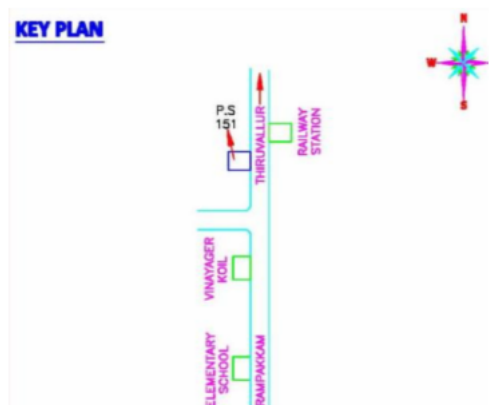 KEY PLAN
N
W
S
P.S
151
THIRUVALLUR
RAILWAY
STATION
VINAYAGER
KOIL
ELEMENTARY
SCHOOL
RAMPAKKAM